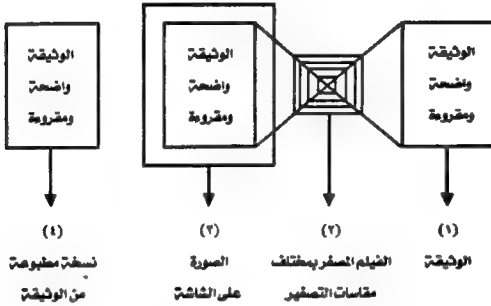 الوثيقة
واضحة
ومقروءة
الوثيقة
واضحة
ومقروءة
الوثيقة
واضحة
ومقروءة
(١)
الوثيقة
(٢)
الفيلم المصغر بمختلف
مقاسات التصغير
(٣)
الصورة
على الشاشة
(٤)
نسخة مطبوعة
من الوثيقة